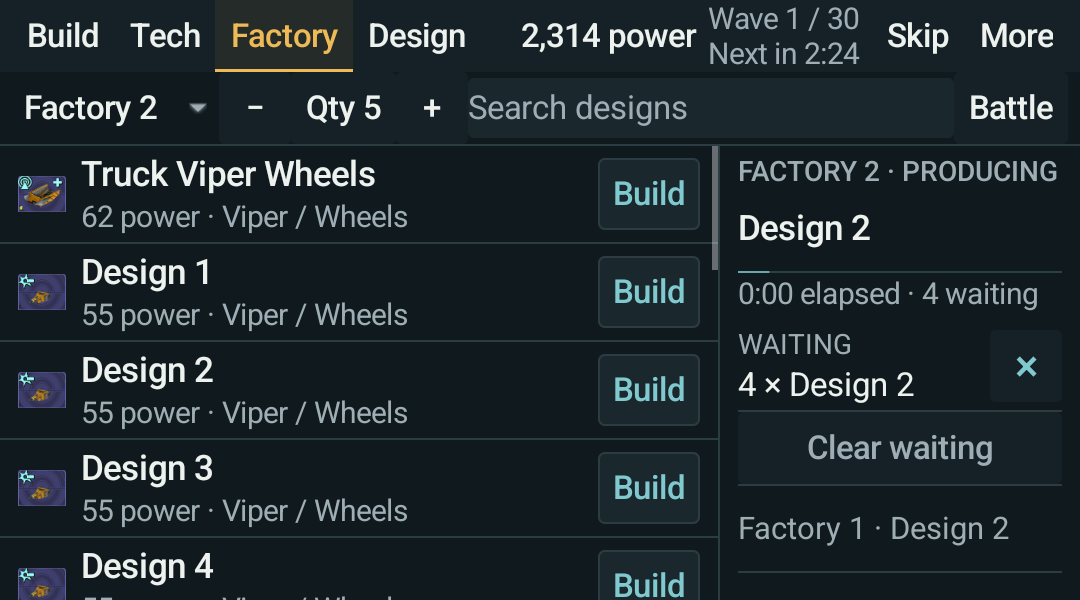 Build Tech Factory Design 2,314 power Wave 1 / 30 Skip More
Next in 2:24
Factory 2 − Qty 5 + Search designs Battle
Truck Viper Wheels
62 power · Viper / Wheels
Build
Design 1
55 power · Viper / Wheels
Build
Design 2
55 power · Viper / Wheels
Build
Design 3
55 power · Viper / Wheels
Build
Design 4
Build
FACTORY 2 · PRODUCING
Design 2
0:00 elapsed · 4 waiting
WAITING
4 × Design 2
×
Clear waiting
Factory 1 · Design 2